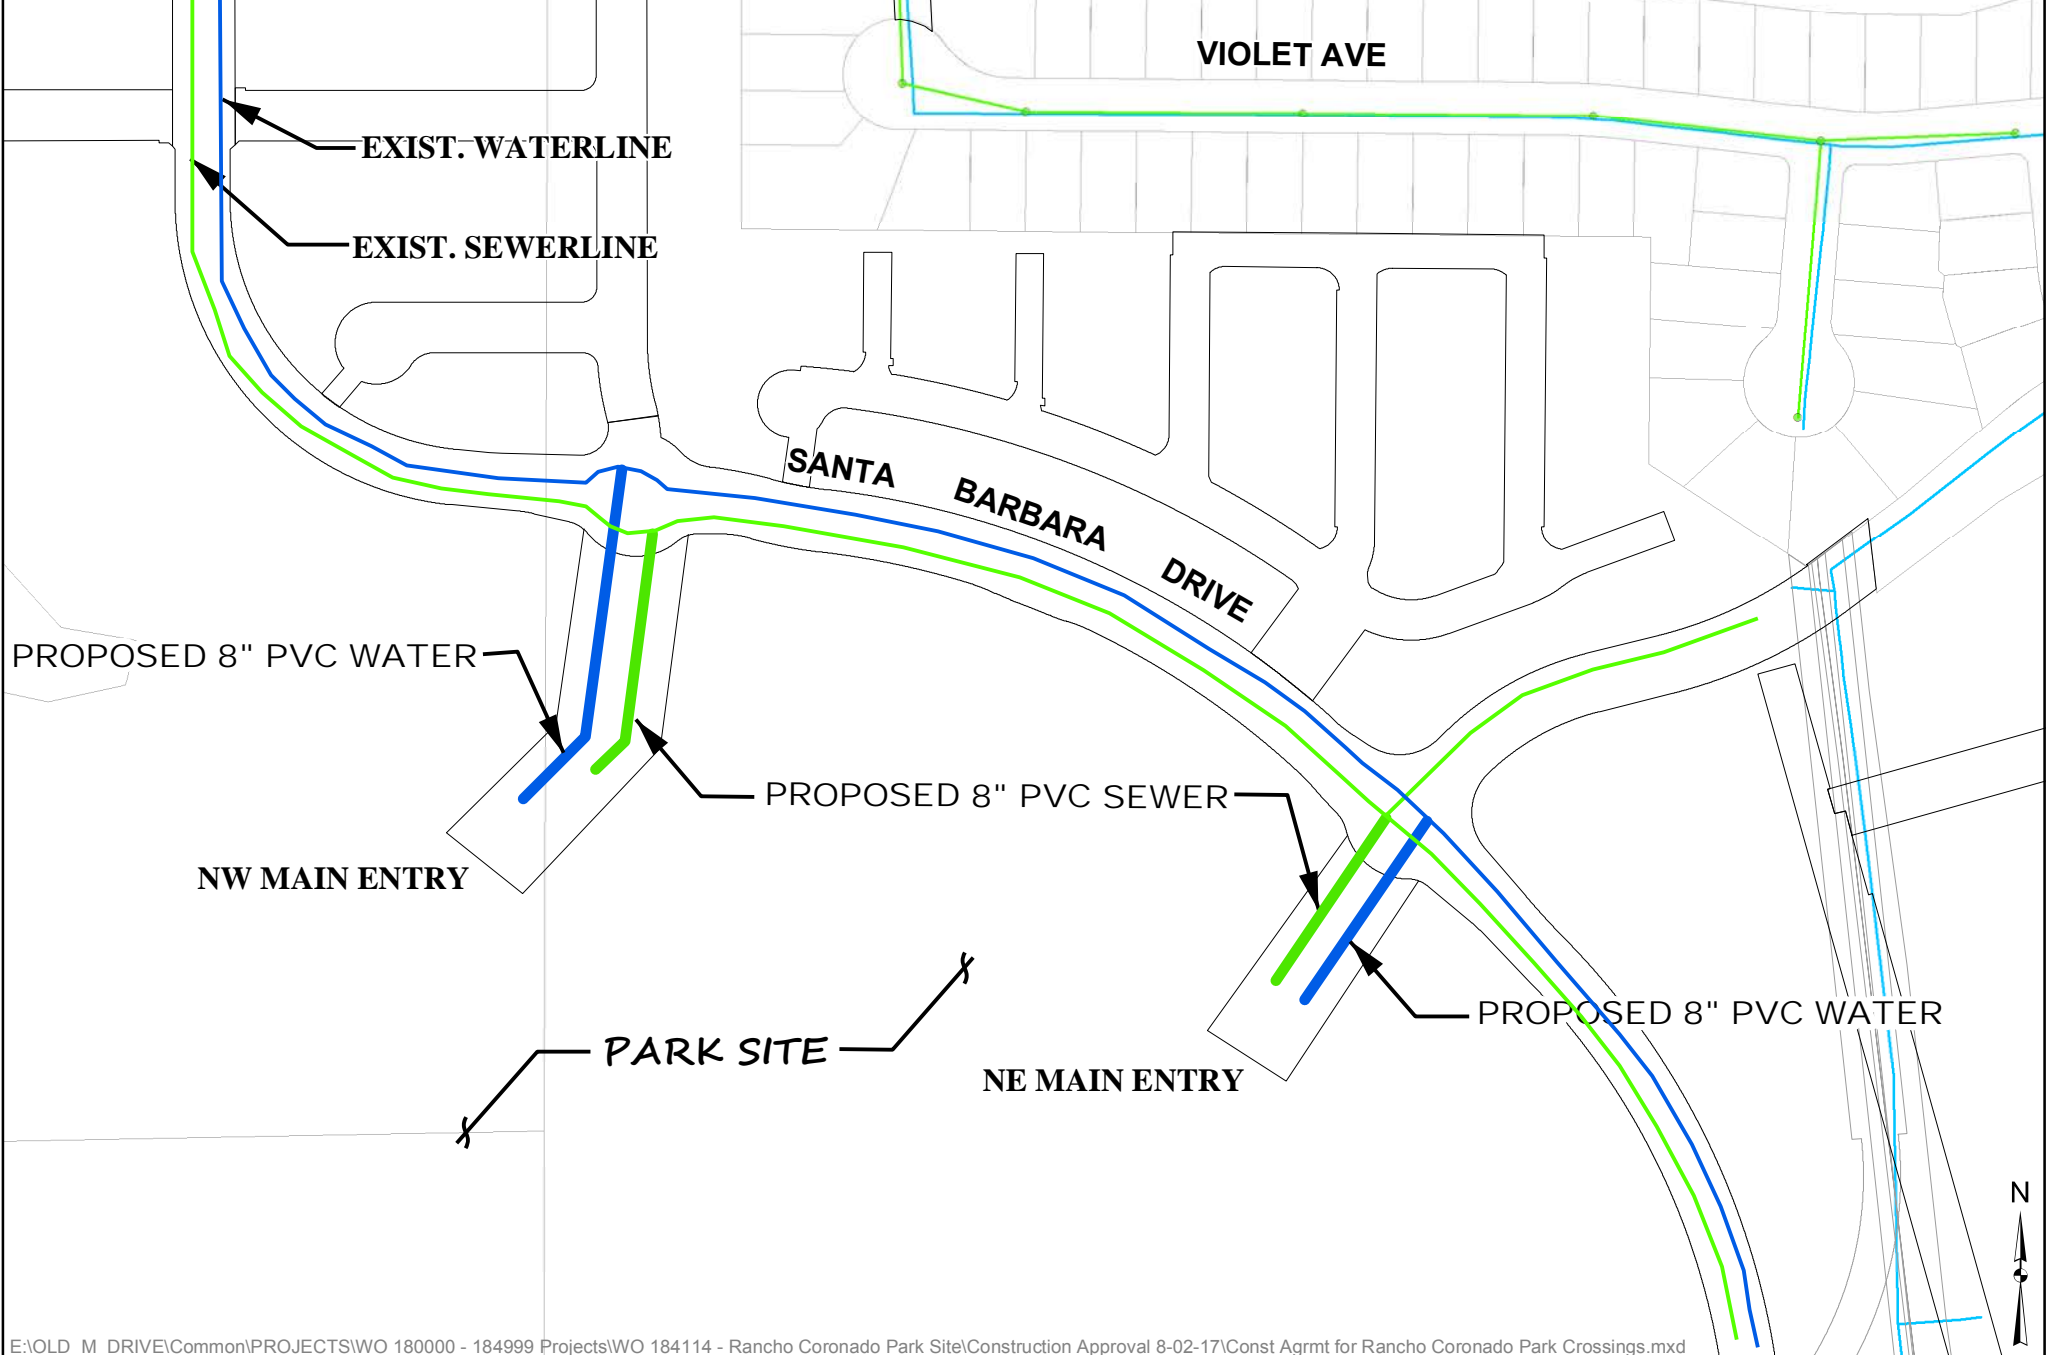 VIOLET AVE
EXIST. WATERLINE
EXIST. SEWERLINE
SANTA BARBARA DRIVE
PROPOSED 8" PVC WATER
PROPOSED 8" PVC SEWER
NW MAIN ENTRY
PROPOSED 8" PVC WATER
PARK SITE
NE MAIN ENTRY
N
E:\OLD_M_DRIVE\Common\PROJECTS\WO 180000 - 184999 Projects\WO 184114 - Rancho Coronado Park Site\Construction Approval 8-02-17\Const Agrmt for Rancho Coronado Park Crossings.mxd